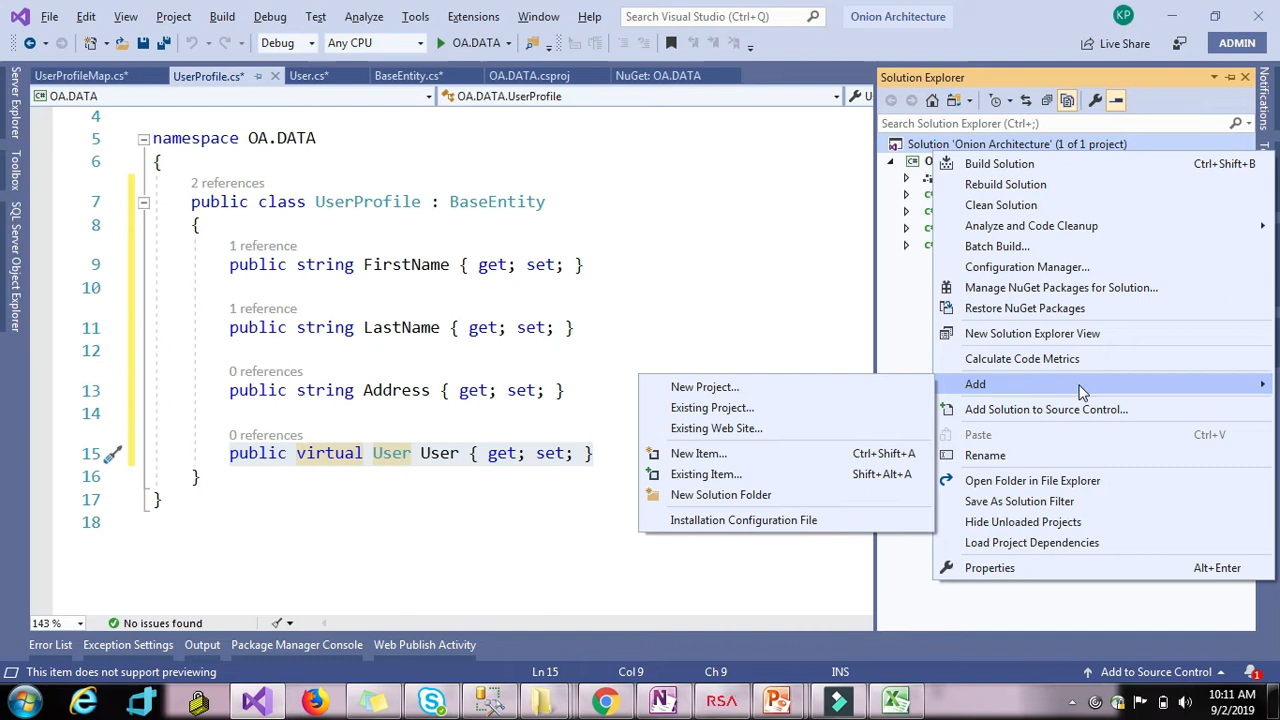 File Edit View Project Build Debug Test Analyze Tools Extensions Window Help Search Visual Studio (Ctrl+Q) Onion Architecture KP
Debug Any CPU OA.DATA Live Share ADMIN
UserProfileMap.cs* UserProfile.cs* User.cs* BaseEntity.cs* OA.DATA.csproj NuGet: OA.DATA
OA.DATA OA.DATA.UserProfile
Server Explorer
Toolbox
SQL Server Object Explorer
4
5 namespace OA.DATA
6 {
2 references
7 public class UserProfile : BaseEntity
8 {
1 reference
9 public string FirstName { get; set; }
10
1 reference
11 public string LastName { get; set; }
12
0 references
13 public string Address { get; set; }
14
0 references
15 public virtual User User { get; set; }
16 }
17 }
18
143 % No issues found
Solution Explorer
Search Solution Explorer (Ctrl+;)
Solution 'Onion Architecture' (1 of 1 project)
Notifications
Build Solution Ctrl+Shift+B
Rebuild Solution
Clean Solution
Analyze and Code Cleanup
Batch Build...
Configuration Manager...
Manage NuGet Packages for Solution...
Restore NuGet Packages
New Solution Explorer View
Calculate Code Metrics
Add
Add Solution to Source Control...
Paste Ctrl+V
Rename
Open Folder in File Explorer
Save As Solution Filter
Hide Unloaded Projects
Load Project Dependencies
Properties Alt+Enter
New Project...
Existing Project...
Existing Web Site...
New Item... Ctrl+Shift+A
Existing Item... Shift+Alt+A
New Solution Folder
Installation Configuration File
Error List Exception Settings Output Package Manager Console Web Publish Activity
This item does not support previewing Ln 15 Col 9 Ch 9 INS Add to Source Control 1
RSA
10:11 AM
9/2/2019